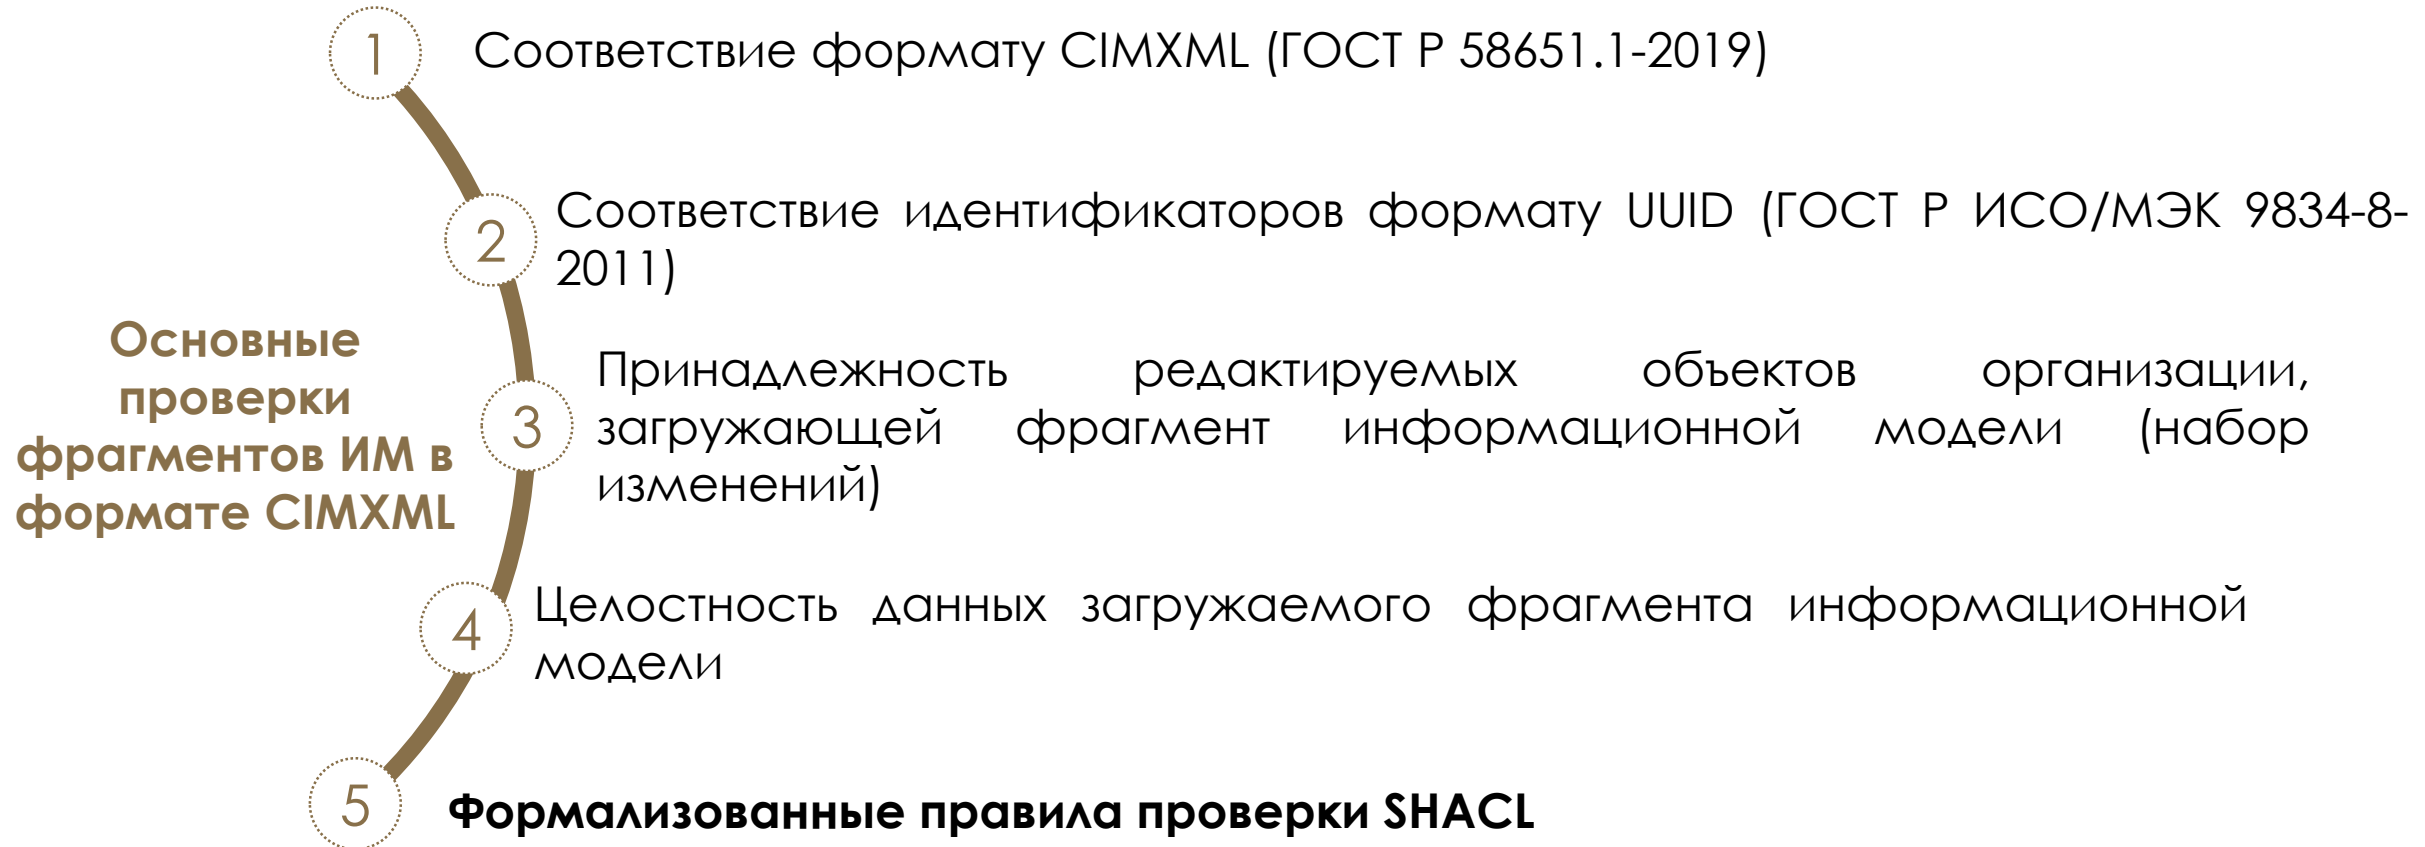 Основные
проверки
фрагментов ИМ в
формате CIMXML
1
Соответствие формату CIMXML (ГОСТ Р 58651.1-2019)
2
Соответствие идентификаторов формату UUID (ГОСТ Р ИСО/МЭК 9834-8-
2011)
3
Принадлежность редактируемых объектов организации,
загружающей фрагмент информационной модели (набор
изменений)
4
Целостность данных загружаемого фрагмента информационной
модели
5
Формализованные правила проверки SHACL